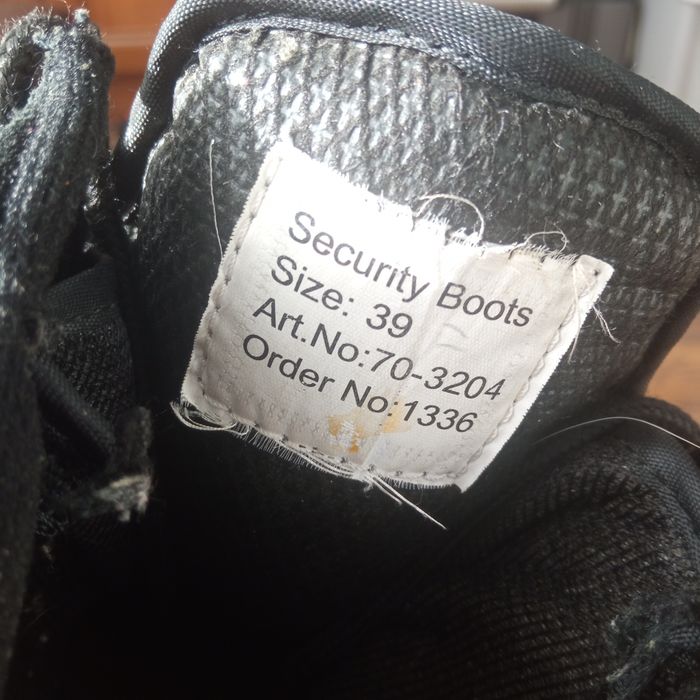 Security Boots
Size: 39
Art.No:70-3204
Order No:1336